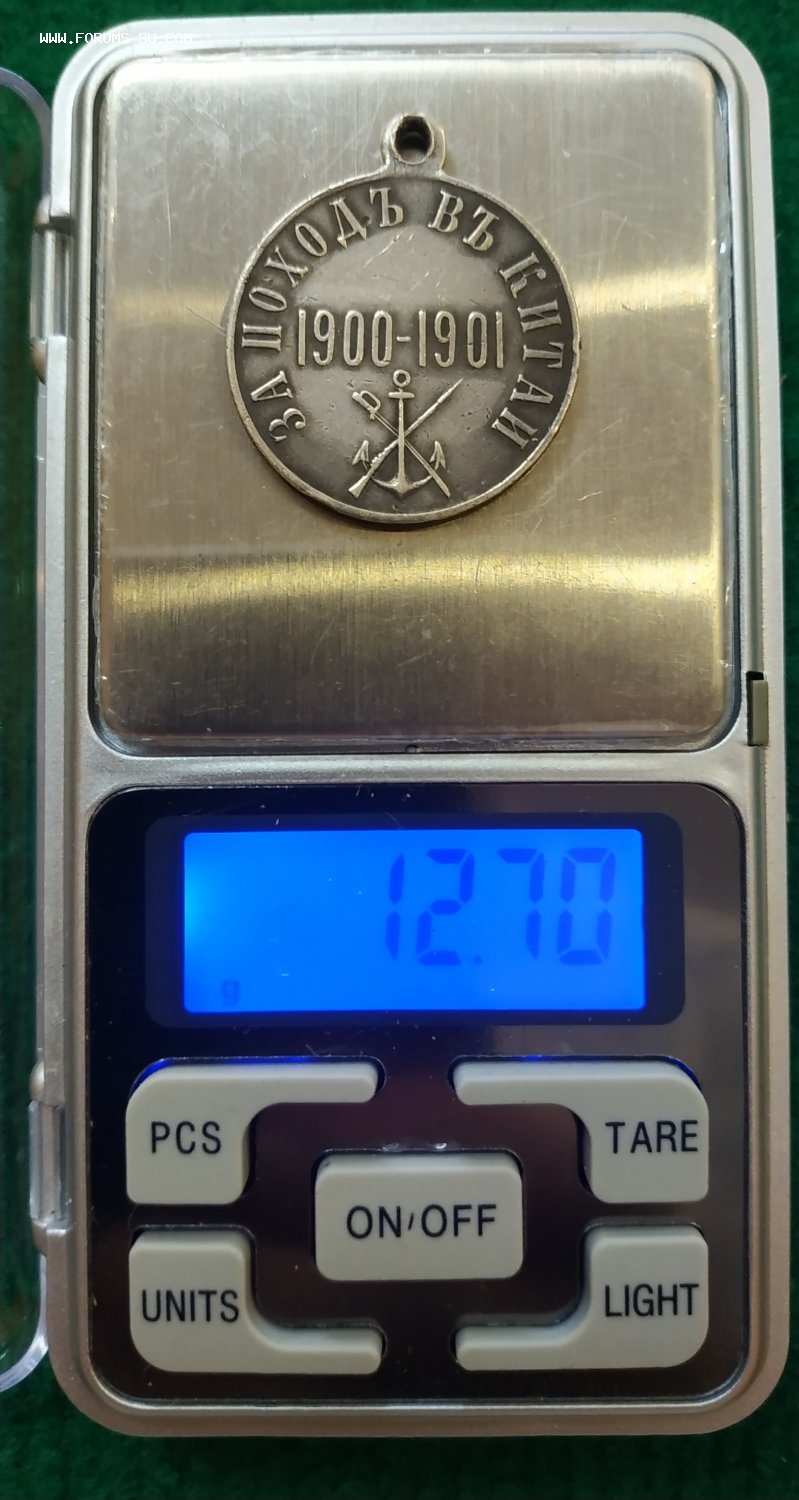 WWW.FORUMS-SU.COM
ЗА ПОХОДЪ ВЪ КИТАЙ
1900-1901
12.70
g
PCS
TARE
ON/OFF
UNITS
LIGHT